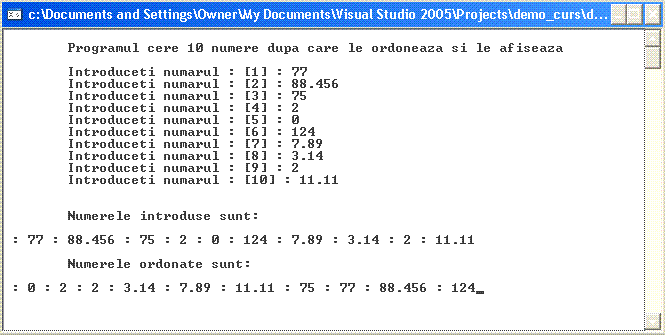 c:\Documents and Settings\Owner\My Documents\Visual Studio 2005\Projects\demo_curs\d...
Programul cere 10 numere dupa care le ordoneaza si le afiseaza
Introduceti numarul : [1] : 77
Introduceti numarul : [2] : 88.456
Introduceti numarul : [3] : 75
Introduceti numarul : [4] : 2
Introduceti numarul : [5] : 0
Introduceti numarul : [6] : 124
Introduceti numarul : [7] : 7.89
Introduceti numarul : [8] : 3.14
Introduceti numarul : [9] : 2
Introduceti numarul : [10] : 11.11
Numerele introduse sunt:
: 77 : 88.456 : 75 : 2 : 0 : 124 : 7.89 : 3.14 : 2 : 11.11
Numerele ordonate sunt:
: 0 : 2 : 2 : 3.14 : 7.89 : 11.11 : 75 : 77 : 88.456 : 124_